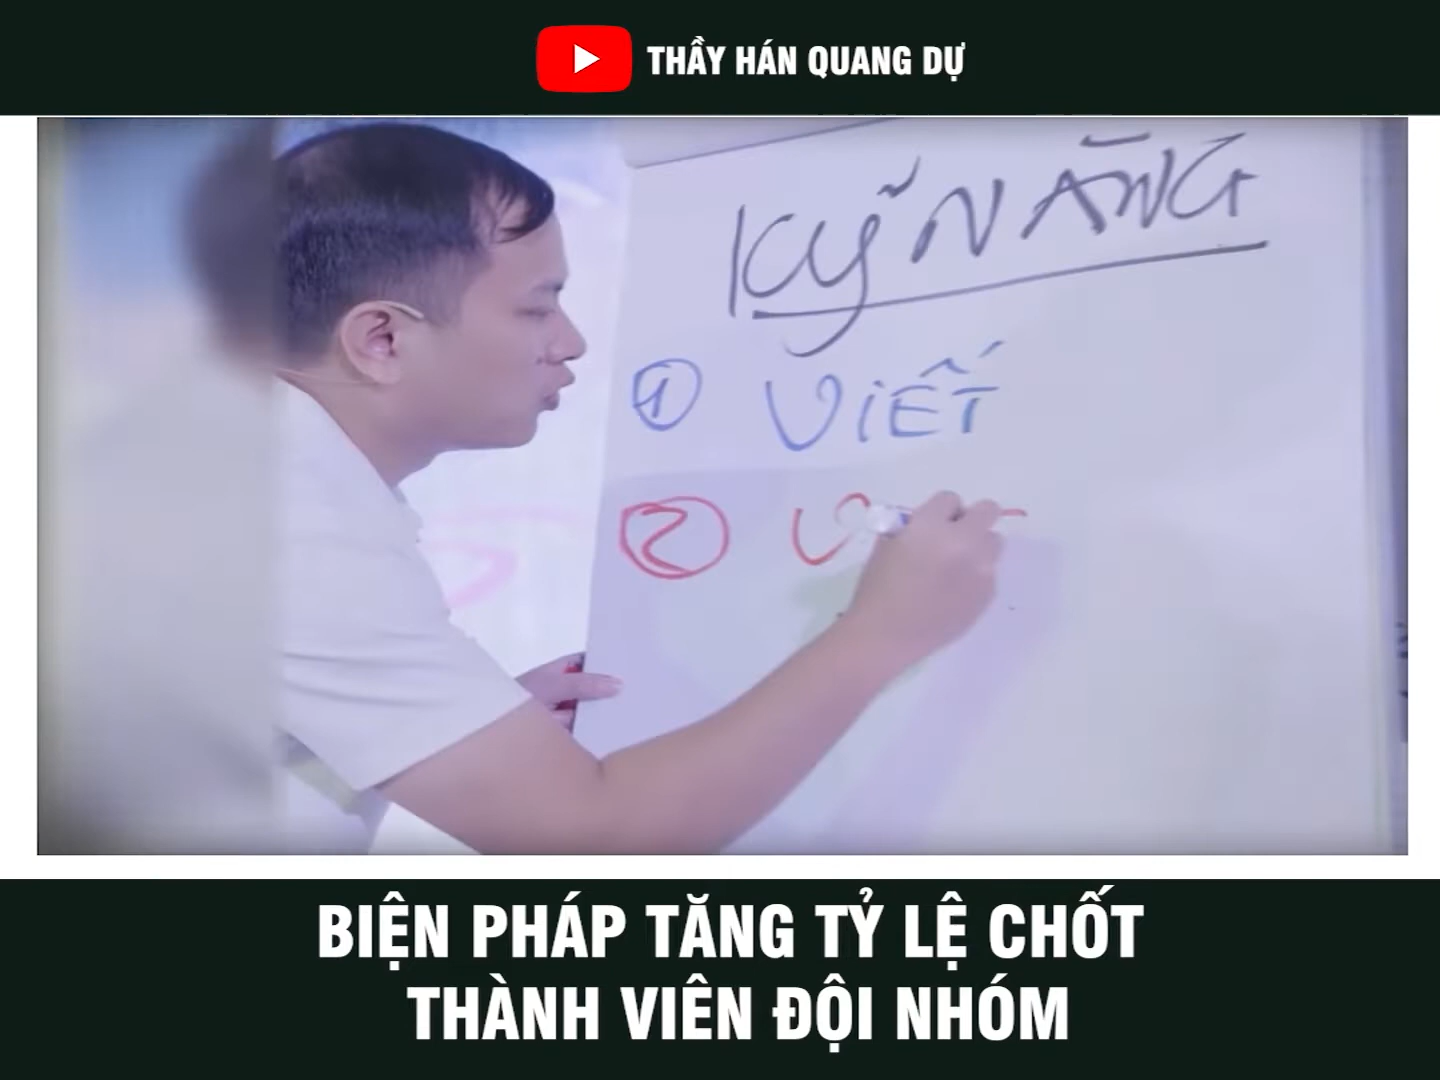 THẦY HÁN QUANG DỰ
KỸ NĂNG
① VIẾT
②
BIỆN PHÁP TĂNG TỶ LỆ CHỐT
THÀNH VIÊN ĐỘI NHÓM